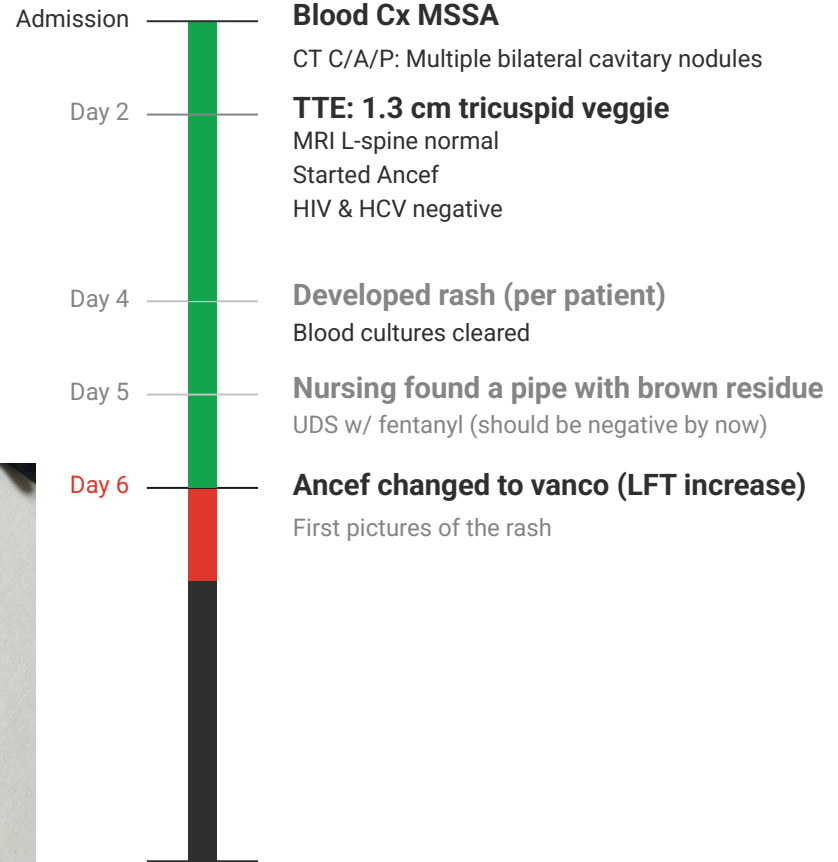 Admission
Blood Cx MSSA
CT C/A/P: Multiple bilateral cavitary nodules
Day 2
TTE: 1.3 cm tricuspid veggie
MRI L-spine normal
Started Ancef
HIV & HCV negative
Day 4
Developed rash (per patient)
Blood cultures cleared
Day 5
Nursing found a pipe with brown residue
UDS w/ fentanyl (should be negative by now)
Day 6
Ancef changed to vanco (LFT increase)
First pictures of the rash